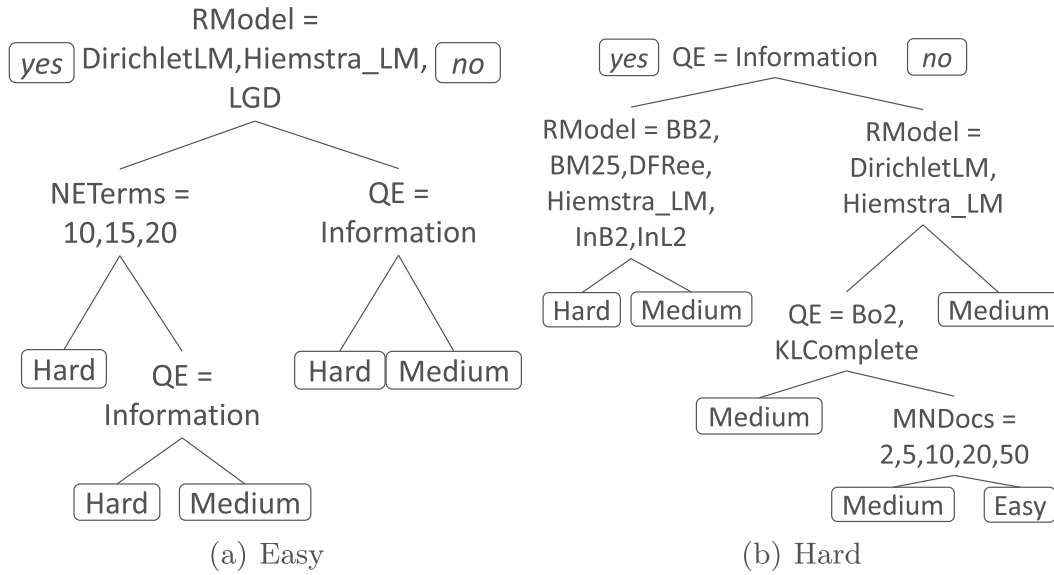 RModel =
yes DirichletLM,Hiemstra_LM, no
LGD
NETerms =
10,15,20
QE =
Information
Hard
QE =
Information
Hard Medium
Hard Medium
(a) Easy
yes QE = Information no
RModel = BB2,
BM25,DFRee,
Hiemstra_LM,
InB2,InL2
RModel =
DirichletLM,
Hiemstra_LM
Hard Medium
QE = Bo2,
KLComplete
Medium
Medium
MNDocs =
2,5,10,20,50
Medium Easy
(b) Hard